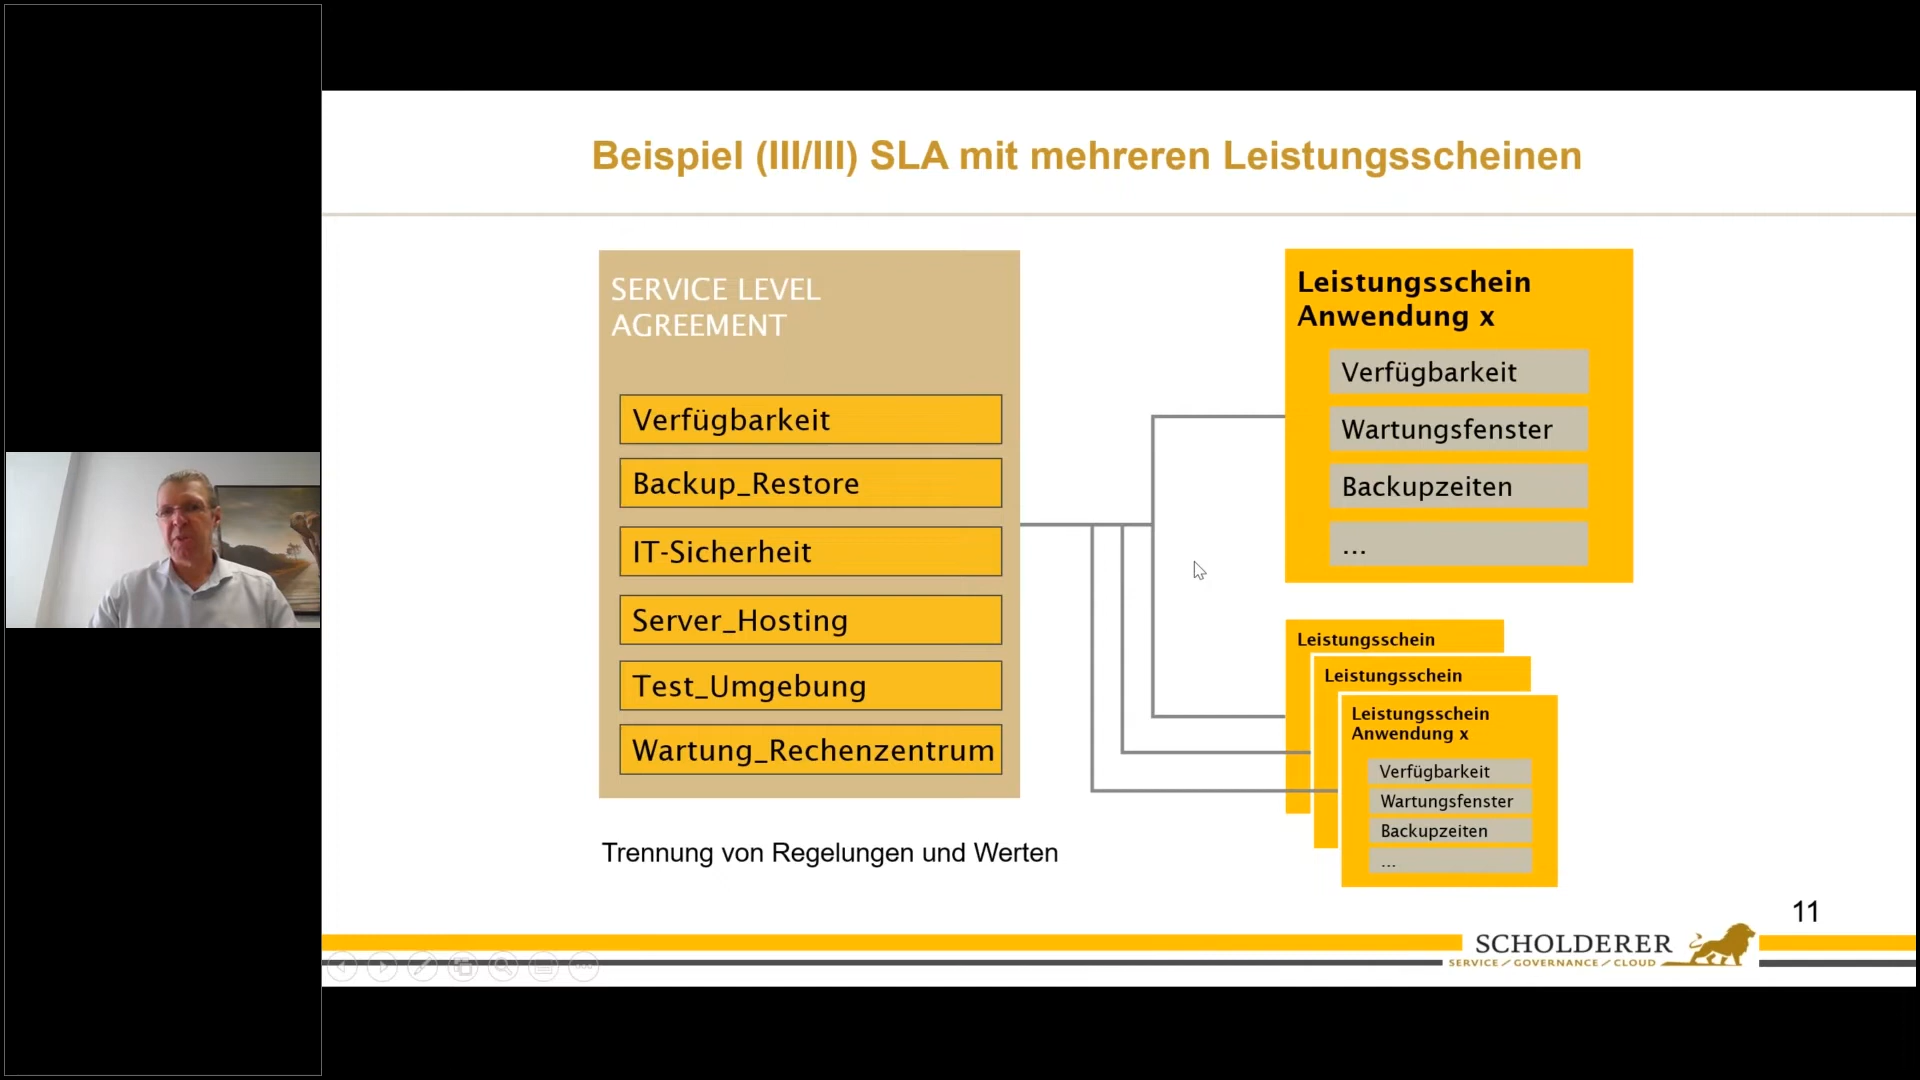 Beispiel (III/III) SLA mit mehreren Leistungsscheinen
SERVICE LEVEL
AGREEMENT
Verfügbarkeit
Backup_Restore
IT-Sicherheit
Server_Hosting
Test_Umgebung
Wartung_Rechenzentrum
Trennung von Regelungen und Werten
Leistungsschein
Anwendung x
Verfügbarkeit
Wartungsfenster
Backupzeiten
...
Leistungsschein
Leistungsschein
Leistungsschein
Anwendung x
Verfügbarkeit
Wartungsfenster
Backupzeiten
...
11
SCHOLDERER
SERVICE / GOVERNANCE / CLOUD